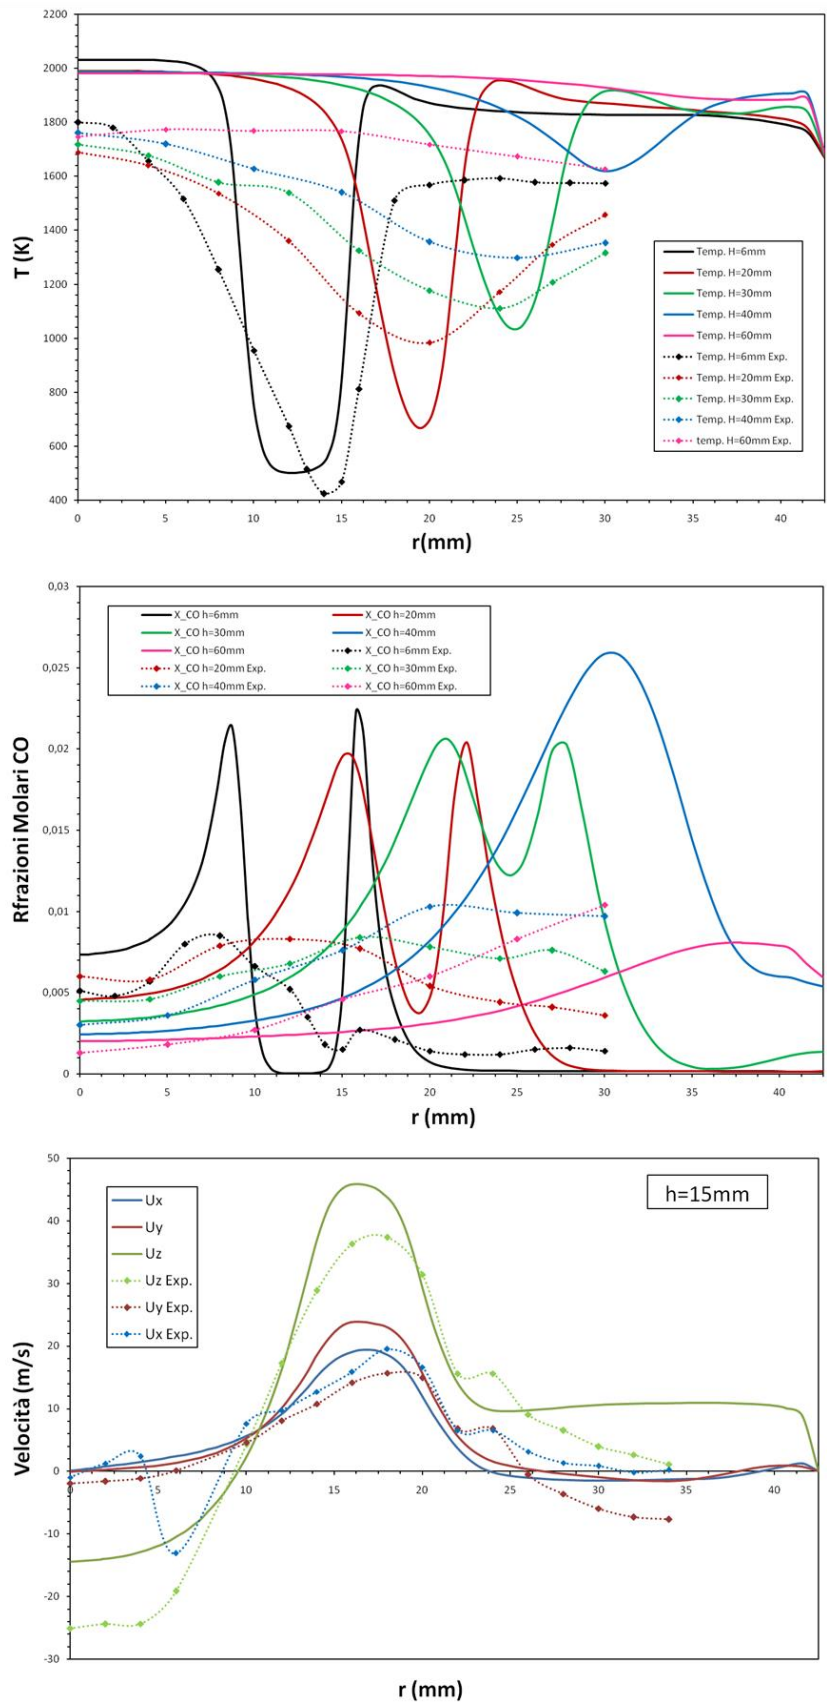 2200
2000
1800
1600
1400
1200
1000
800
600
400
T (K)
Temp. H=6mm
Temp. H=20mm
Temp. H=30mm
Temp. H=40mm
Temp. H=60mm
Temp. H=6mm Exp.
Temp. H=20mm Exp.
Temp. H=30mm Exp.
Temp. H=40mm Exp.
temp. H=60mm Exp.
0 5 10 15 20 25 30 35 40
r(mm)
0,03
0,025
0,02
0,015
0,01
0,005
0
Rfrazioni Molari CO
X_CO h=6mm X_CO h=20mm
X_CO h=30mm X_CO h=40mm
X_CO h=60mm X_CO h=6mm Exp.
X_CO h=20mm Exp. X_CO h=30mm Exp.
X_CO h=40mm Exp. X_CO h=60mm Exp.
0 5 10 15 20 25 30 35 40
r (mm)
50
40
30
20
10
0
-10
-20
-30
Velocità (m/s)
h=15mm
Ux
Uy
Uz
Uz Exp.
Uy Exp.
Ux Exp.
0 5 10 15 20 25 30 35 40
r (mm)